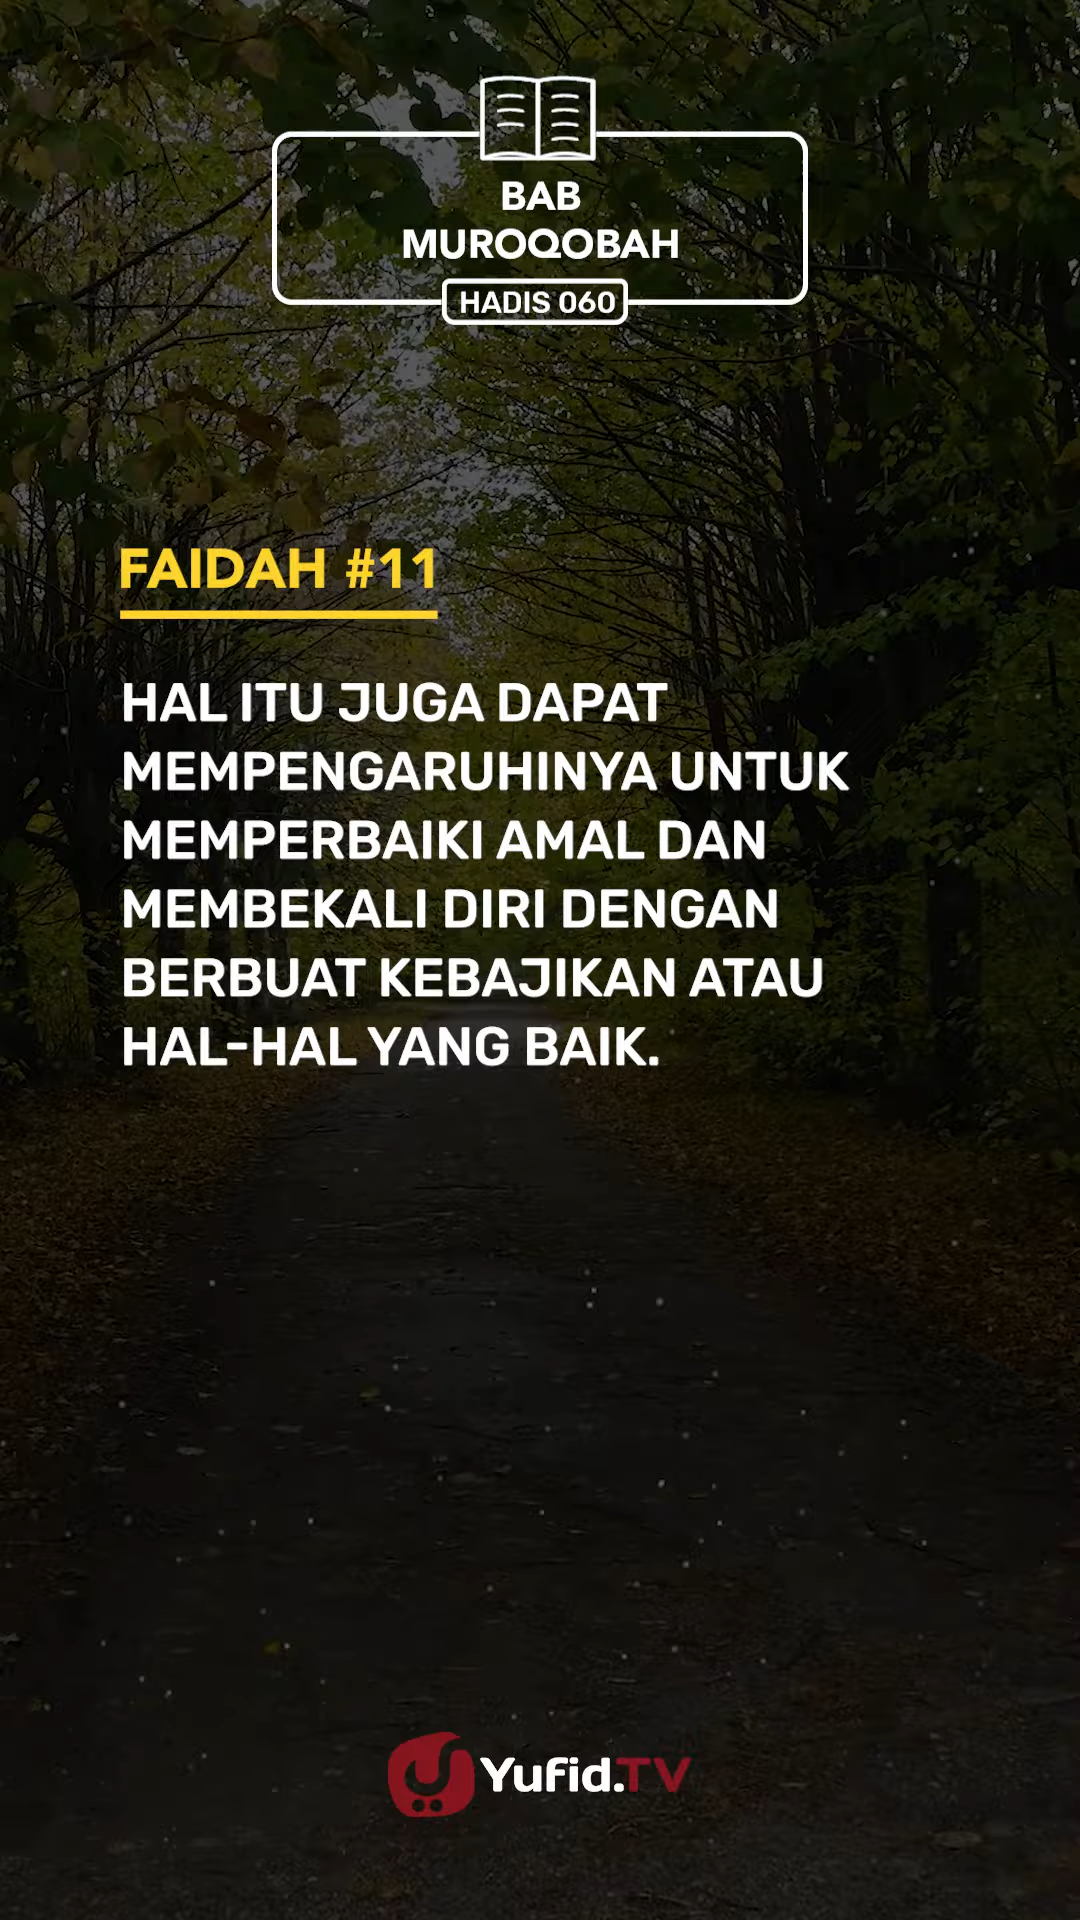 BAB
MUROQOBAH
HADIS 060
FAIDAH #11
HAL ITU JUGA DAPAT
MEMPENGARUHINYA UNTUK
MEMPERBAIKI AMAL DAN
MEMBEKALI DIRI DENGAN
BERBUAT KEBAJIKAN ATAU
HAL-HAL YANG BAIK.
Yufid.TV